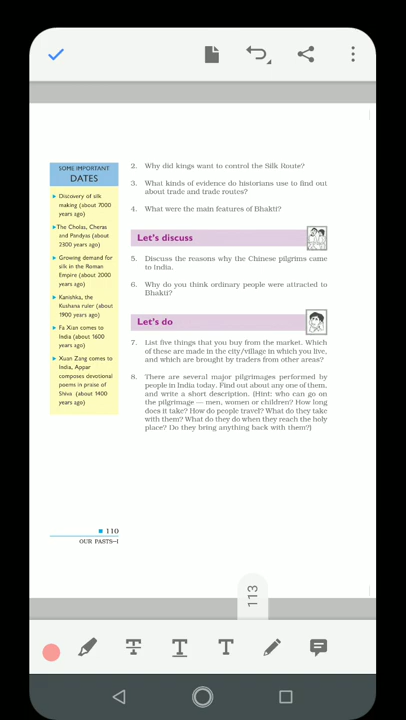 SOME IMPORTANT
DATES
▶ Discovery of silk
making (about 7000
years ago)
▶The Cholas, Cheras
and Pandyas (about
2300 years ago)
▶ Growing demand for
silk in the Roman
Empire (about 2000
years ago)
▶ Kanishka, the
Kushana ruler (about
1900 years ago)
▶ Fa Xian comes to
India (about 1600
years ago)
▶ Xuan Zang comes to
India, Appar
composes devotional
poems in praise of
Shiva (about 1400
years ago)
2. Why did kings want to control the Silk Route?
3. What kinds of evidence do historians use to find out
about trade and trade routes?
4. What were the main features of Bhakti?
Let's discuss
5. Discuss the reasons why the Chinese pilgrims came
to India.
6. Why do you think ordinary people were attracted to
Bhakti?
Let's do
7. List five things that you buy from the market. Which
of these are made in the city/village in which you live,
and which are brought by traders from other areas?
8. There are several major pilgrimages performed by
people in India today. Find out about any one of them,
and write a short description. (Hint: who can go on
the pilgrimage — men, women or children? How long
does it take? How do people travel? What do they take
with them? What do they do when they reach the holy
place? Do they bring anything back with them?)
■ 110
OUR PASTS–I
113